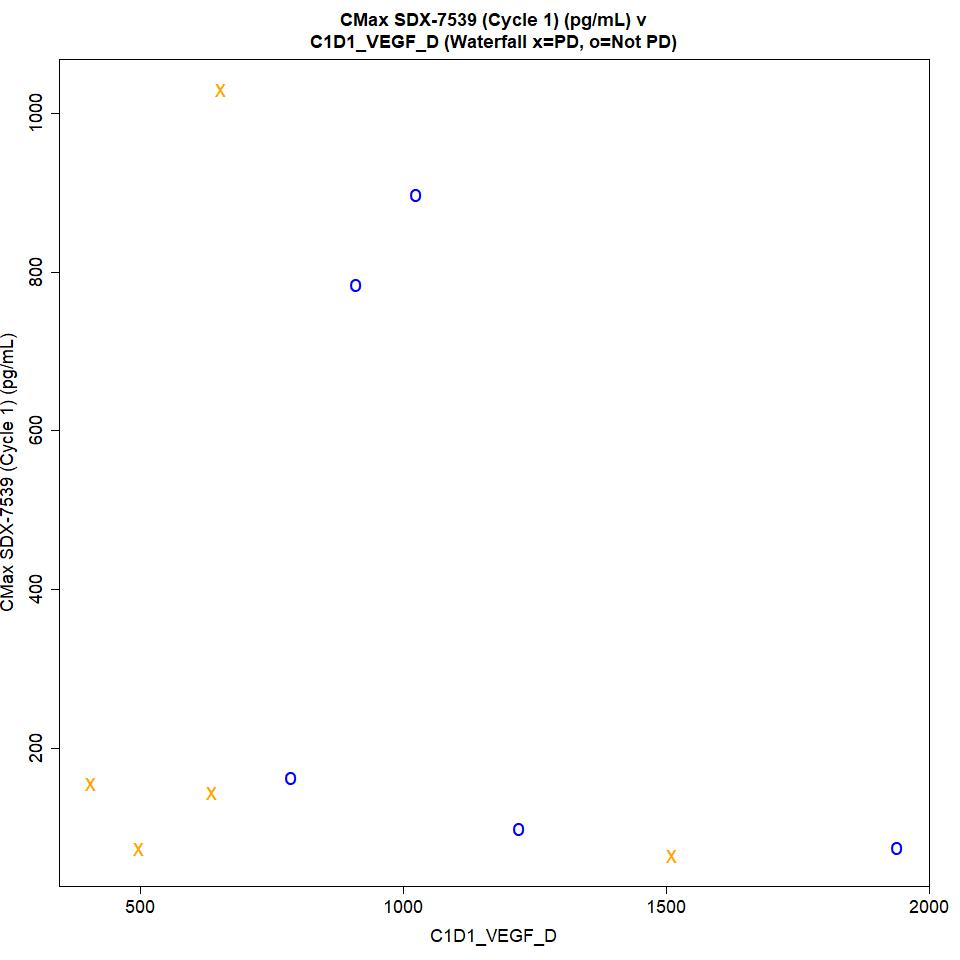 CMax SDX-7539 (Cycle 1) (pg/mL) v
C1D1_VEGF_D (Waterfall x=PD, o=Not PD)
CMax SDX-7539 (Cycle 1) (pg/mL)
1000
800
600
400
200
X
O
O
X
X
O
X
O
X
O
500
1000
1500
2000
C1D1_VEGF_D